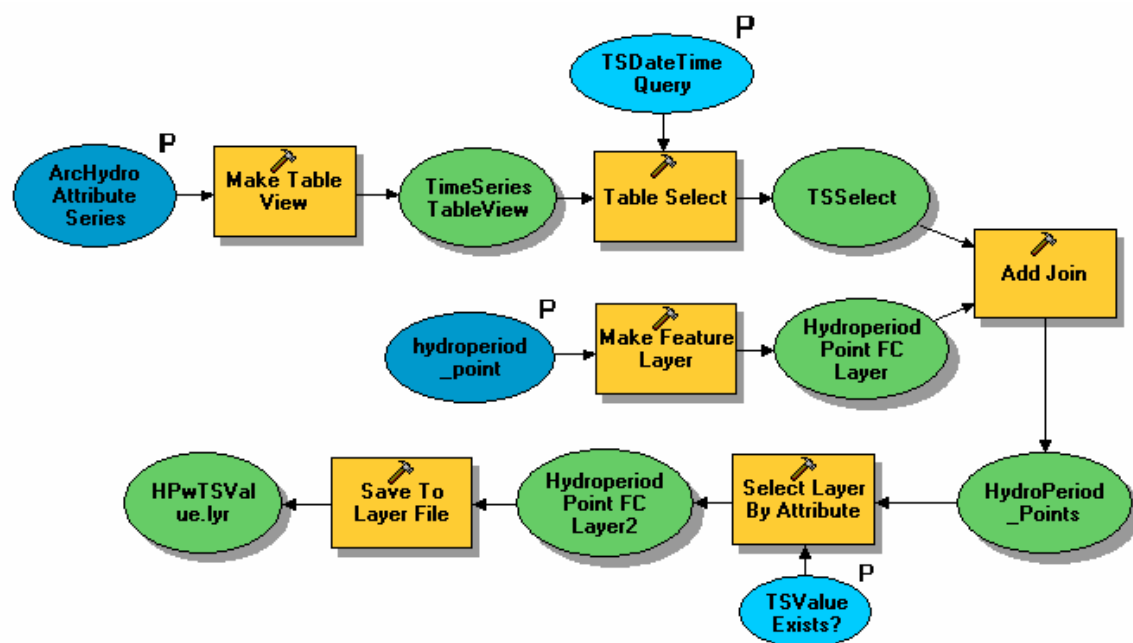 P
TSDateTime
Query
P
ArcHydro
Attribute
Series
Make Table
View
TimeSeries
TableView
Table Select
TSSelect
Add Join
P
hydroperiod
_point
Make Feature
Layer
Hydroperiod
Point FC
Layer
HPwTSVal
ue.lyr
Save To
Layer File
Hydroperiod
Point FC
Layer2
Select Layer
By Attribute
HydroPeriod
_Points
P
TSValue
Exists?